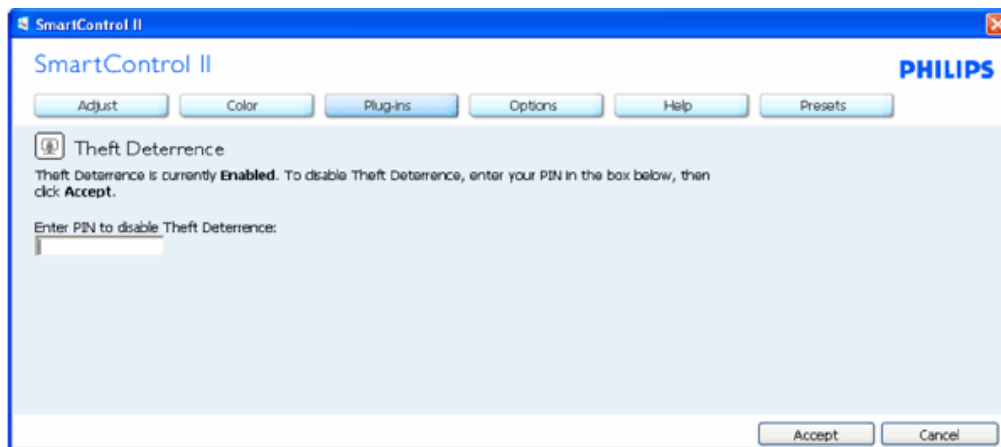 SmartControl II
SmartControl II
PHILIPS
Adjust Color Plug-ins Options Help Presets
Theft Deterrence
Theft Deterrence is currently Enabled. To disable Theft Deterrence, enter your PIN in the box below, then
click Accept.
Enter PIN to disable Theft Deterrence:
Accept Cancel